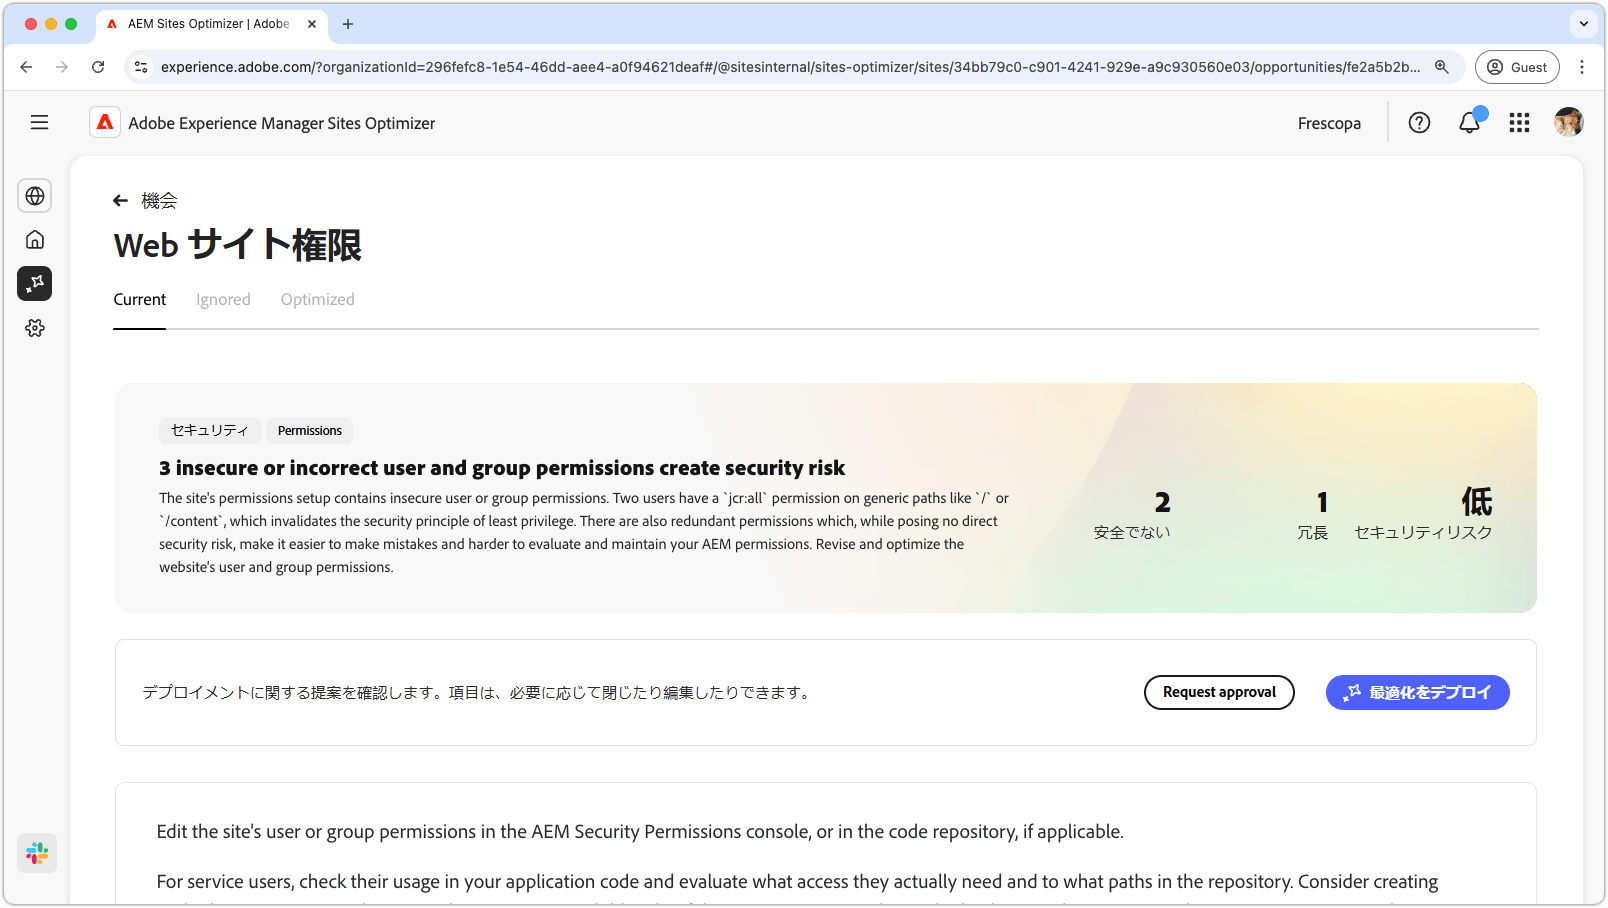 AEM Sites Optimizer | Adobe
experience.adobe.com/?organizationId=296fefc8-1e54-46dd-aee4-a0f94621deaf#/@sitesinternal/sites-optimizer/sites/34bb79c0-c901-4241-929e-a9c930560e03/opportunities/fe2a5b2b...
Guest
Adobe Experience Manager Sites Optimizer
Frescopa
機会
Web サイト権限
Current
Ignored
Optimized
セキュリティ
Permissions
3 insecure or incorrect user and group permissions create security risk
The site's permissions setup contains insecure user or group permissions. Two users have a `jcr:all` permission on generic paths like `/` or
`/content`, which invalidates the security principle of least privilege. There are also redundant permissions which, while posing no direct
security risk, make it easier to make mistakes and harder to evaluate and maintain your AEM permissions. Revise and optimize the
website's user and group permissions.
2
安全でない
1
冗長
低
セキュリティリスク
デプロイメントに関する提案を確認します。項目は、必要に応じて閉じたり編集したりできます。
Request approval
最適化をデプロイ
Edit the site's user or group permissions in the AEM Security Permissions console, or in the code repository, if applicable.
For service users, check their usage in your application code and evaluate what access they actually need and to what paths in the repository. Consider creating